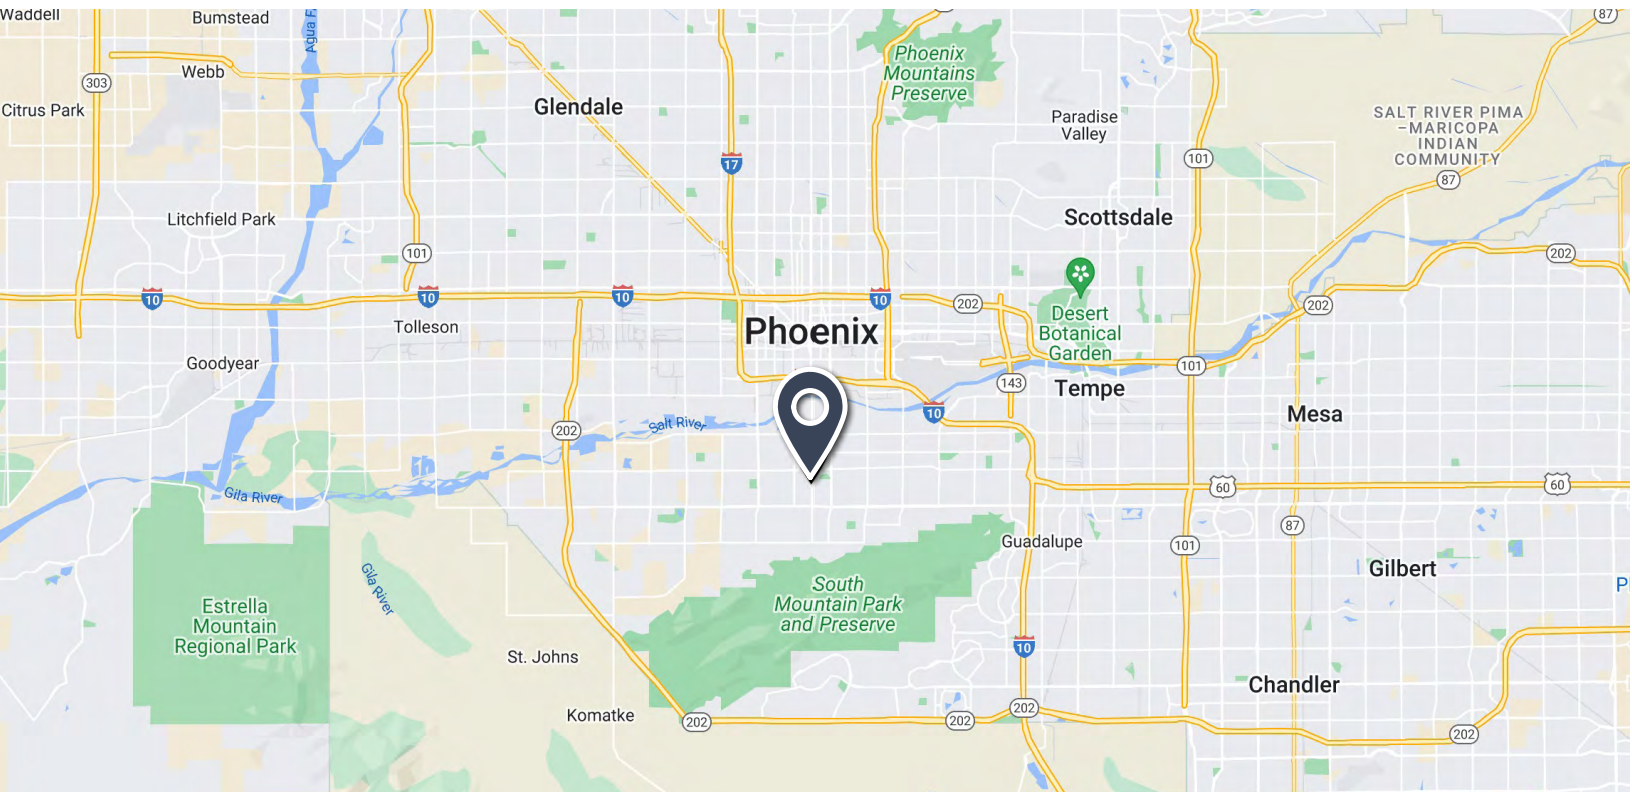 Waddell
Bumstead
87
Agua F
Webb
303
Citrus Park
Glendale
Phoenix
Mountains
Preserve
Paradise
Valley
SALT RIVER PIMA
–MARICOPA
INDIAN
COMMUNITY
17
101
87
Litchfield Park
Scottsdale
101
202
10
10
10
10
202
202
Tolleson
Phoenix
Desert
Botanical
Garden
Goodyear
101
143
Tempe
10
Mesa
Salt River
202
Gila River
60
60
87
Guadalupe
101
Gilbert
Gila River
South
Mountain Park
and Preserve
Pl
Estrella
Mountain
Regional Park
10
St. Johns
Chandler
Komatke
202
202
202
202